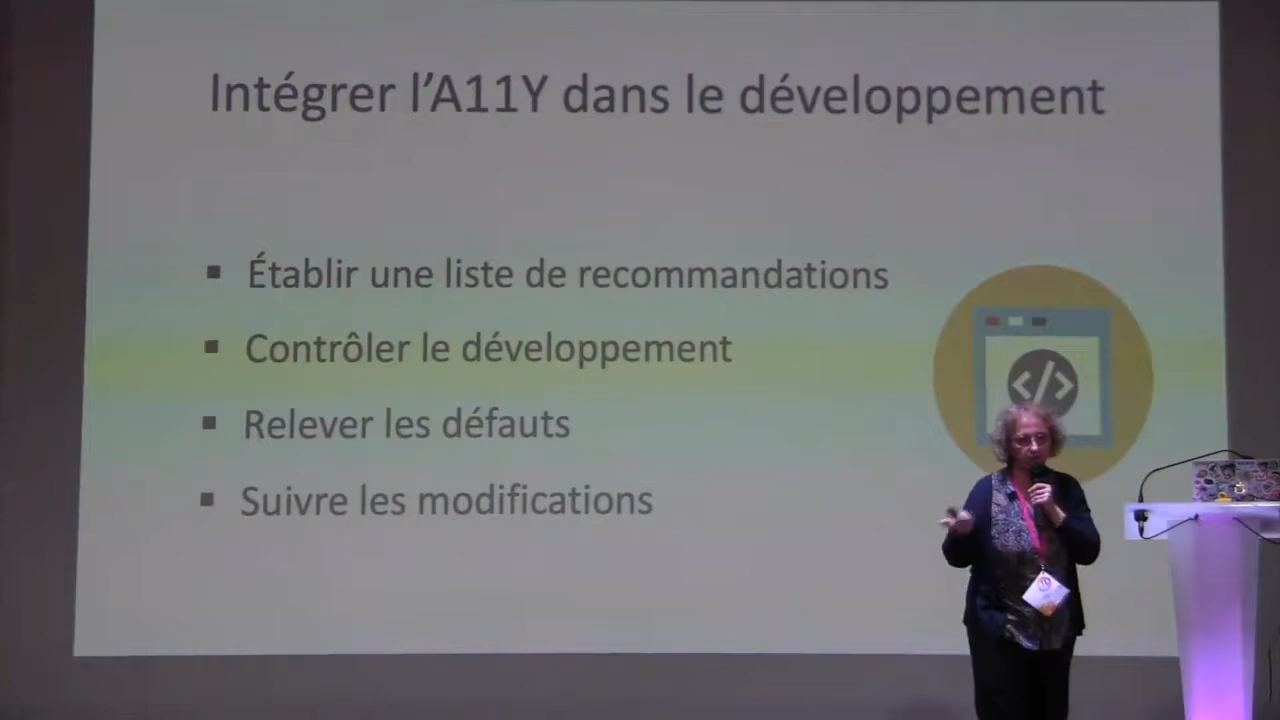 Intégrer l'A11Y dans le développement
▪ Établir une liste de recommandations
▪ Contrôler le développement
▪ Relever les défauts
▪ Suivre les modifications
</>